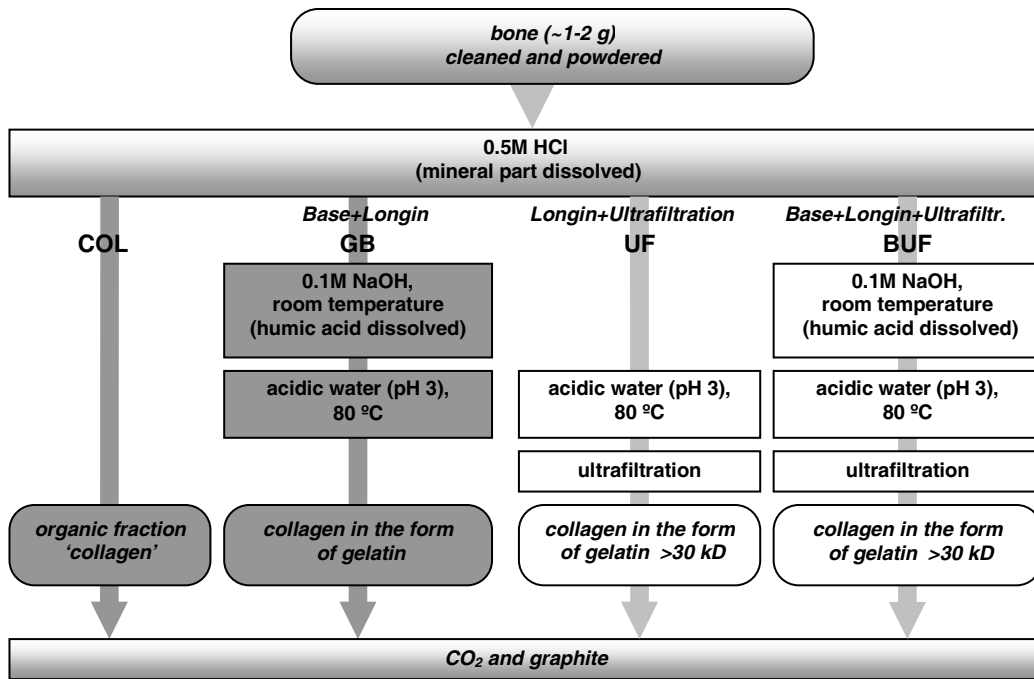 bone (~1-2 g)
cleaned and powdered
0.5M HCl
(mineral part dissolved)
COL
Base+Longin
GB
0.1M NaOH,
room temperature
(humic acid dissolved)
acidic water (pH 3),
80 ºC
Longin+Ultrafiltration
UF
acidic water (pH 3),
80 ºC
ultrafiltration
Base+Longin+Ultrafiltr.
BUF
0.1M NaOH,
room temperature
(humic acid dissolved)
acidic water (pH 3),
80 ºC
ultrafiltration
organic fraction
‘collagen’
collagen in the form
of gelatin
collagen in the form
of gelatin >30 kD
collagen in the form
of gelatin >30 kD
CO₂ and graphite